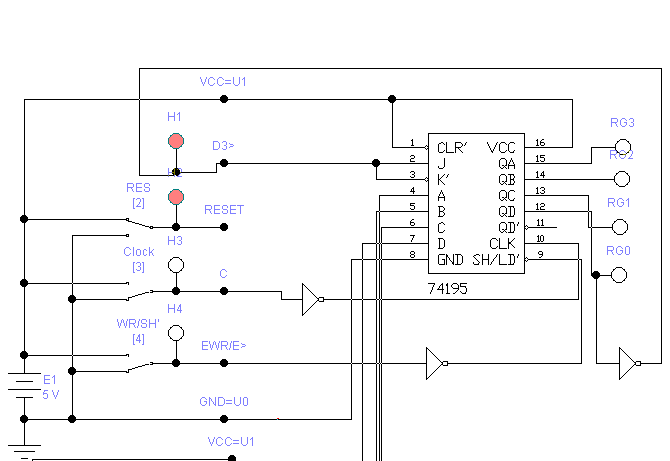 VCC=U1
H1
RG3
1 CLR' VCC 16
D3>
2 J QA 15
RG2
H2
3 K' QB 14
RES
[2]
4 A QC 13
RESET
5 B QD 12
RG1
6 C QD' 11
H3
7 D CLK 10
Clock
[3]
C
8 GND SH/LD' 9
RG0
74195
H4
WR/SH'
[4]
EWR/E>
E1
5 V
GND=U0
VCC=U1